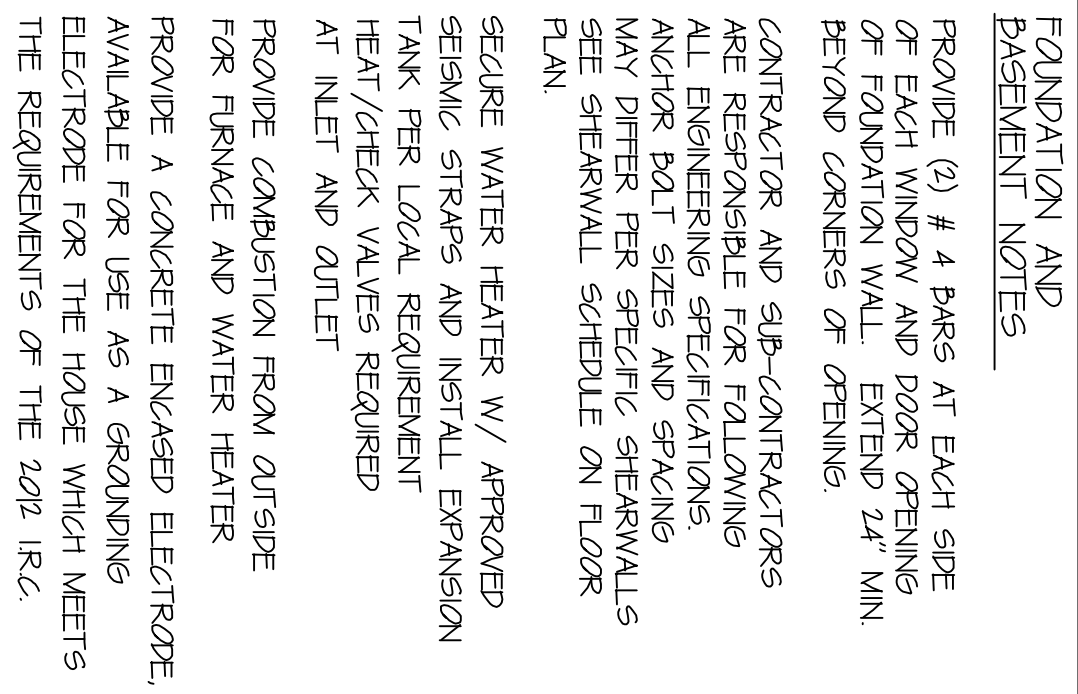 FOUNDATION AND
BASEMENT NOTES
PROVIDE (2) # 4 BARS AT EACH SIDE
OF EACH WINDOW AND DOOR OPENING
OF FOUNDATION WALL. EXTEND 24" MIN.
BEYOND CORNERS OF OPENING.
CONTRACTOR AND SUB-CONTRACTORS
ARE RESPONSIBLE FOR FOLLOWING
ALL ENGINEERING SPECIFICATIONS.
ANCHOR BOLT SIZES AND SPACING
MAY DIFFER PER SPECIFIC SHEARWALLS
SEE SHEARWALL SCHEDULE ON FLOOR
PLAN.
SECURE WATER HEATER W/ APPROVED
SEISMIC STRAPS AND INSTALL EXPANSION
TANK PER LOCAL REQUIREMENT
HEAT/CHECK VALVES REQUIRED
AT INLET AND OUTLET
PROVIDE COMBUSTION FROM OUTSIDE
FOR FURNACE AND WATER HEATER
PROVIDE A CONCRETE ENCASED ELECTRODE,
AVAILABLE FOR USE AS A GROUNDING
ELECTRODE FOR THE HOUSE WHICH MEETS
THE REQUIREMENTS OF THE 2012 I.R.C.